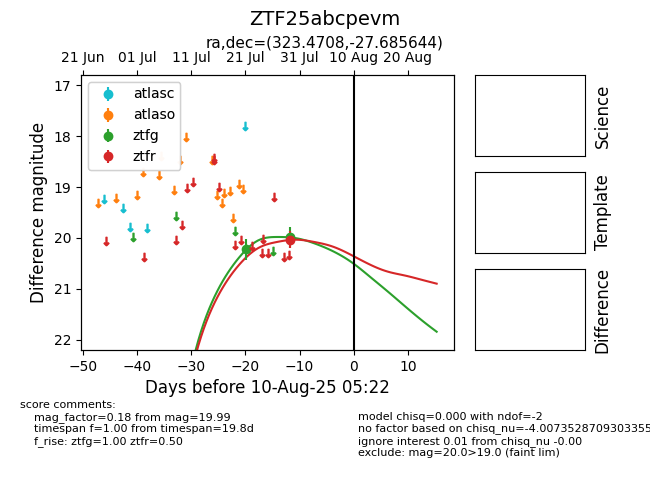 ZTF25abcpevm
ra,dec=(323.4708,-27.685644)
21 Jun 01 Jul 11 Jul 21 Jul 31 Jul 10 Aug 20 Aug
atlasc
atlaso
ztfg
ztfr
17
18
19
20
21
22
Difference magnitude
−50 −40 −30 −20 −10 0 10
Days before 10-Aug-25 05:22
Science
Template
Difference
score comments:
mag_factor=0.18 from mag=19.99
timespan f=1.00 from timespan=19.8d
f_rise: ztfg=1.00 ztfr=0.50
model chisq=0.000 with ndof=-2
no factor based on chisq_nu=-4.0073528709303355
ignore interest 0.01 from chisq_nu -0.00
exclude: mag=20.0>19.0 (faint lim)